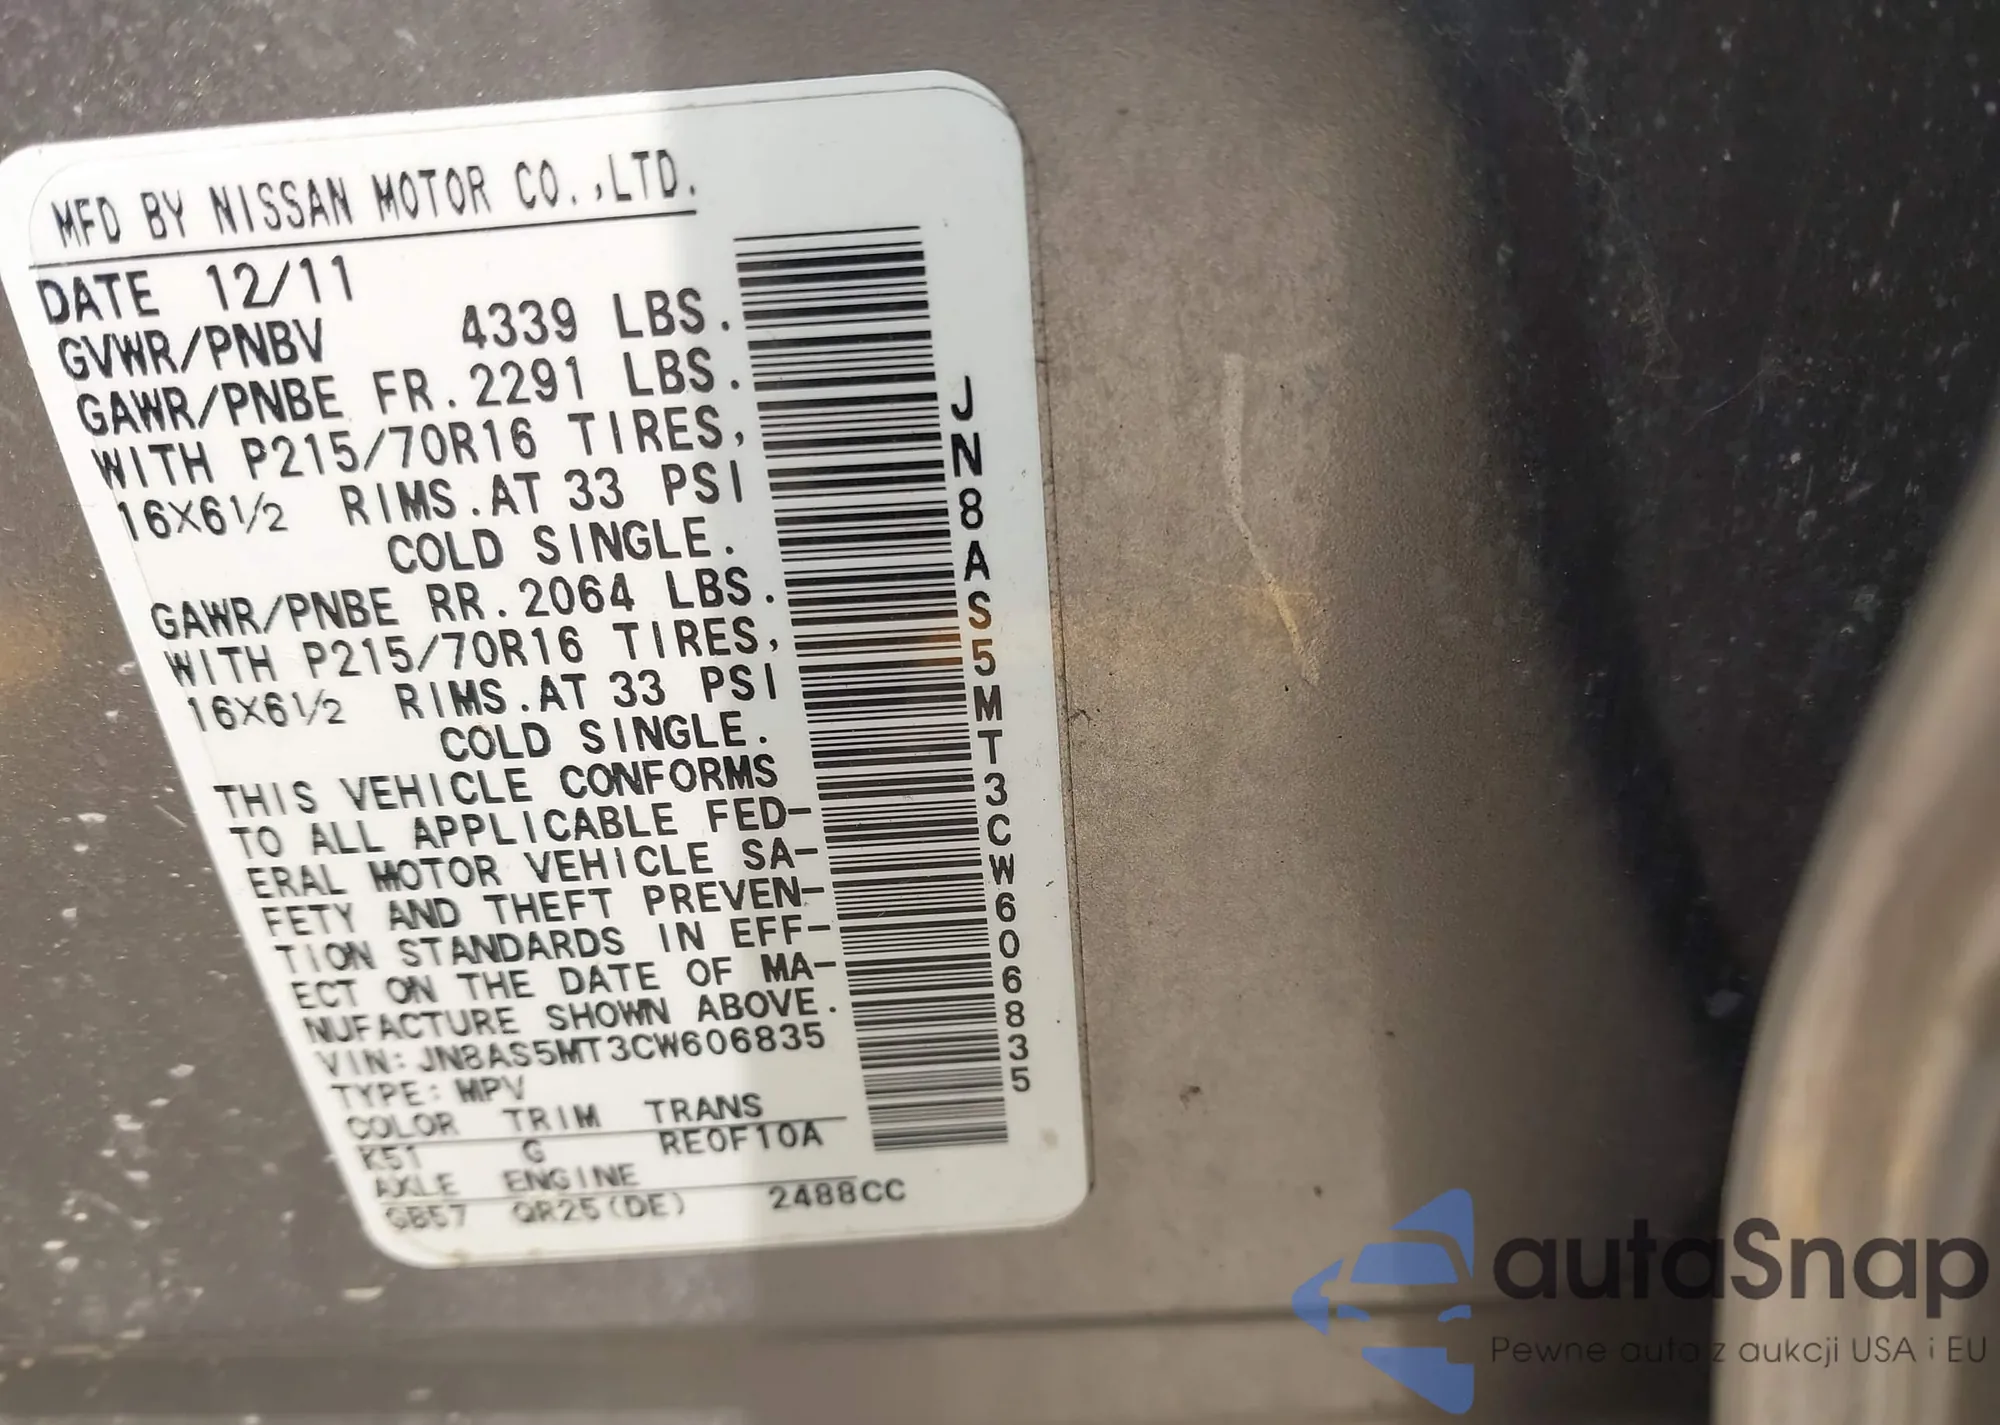 MFD BY NISSAN MOTOR CO.,LTD.
DATE 12/11
GVWR/PNBV 4339 LBS.
GAWR/PNBE FR.2291 LBS.
WITH P215/70R16 TIRES,
16X6½ RIMS.AT 33 PSI
COLD SINGLE.
GAWR/PNBE RR.2064 LBS.
WITH P215/70R16 TIRES,
16X6½ RIMS.AT 33 PSI
COLD SINGLE.
THIS VEHICLE CONFORMS
TO ALL APPLICABLE FED-
ERAL MOTOR VEHICLE SA-
FETY AND THEFT PREVEN-
TION STANDARDS IN EFF-
ECT ON THE DATE OF MA-
NUFACTURE SHOWN ABOVE.
VIN:JN8AS5MT3CW606835
TYPE:MPV
COLOR TRIM TRANS
K51 G RE0F10A
AXLE ENGINE
GB57 QR25(DE) 2488CC
JN8AS5MT3CW606835
autaSnap
Pewne auta z aukcji USA i EU